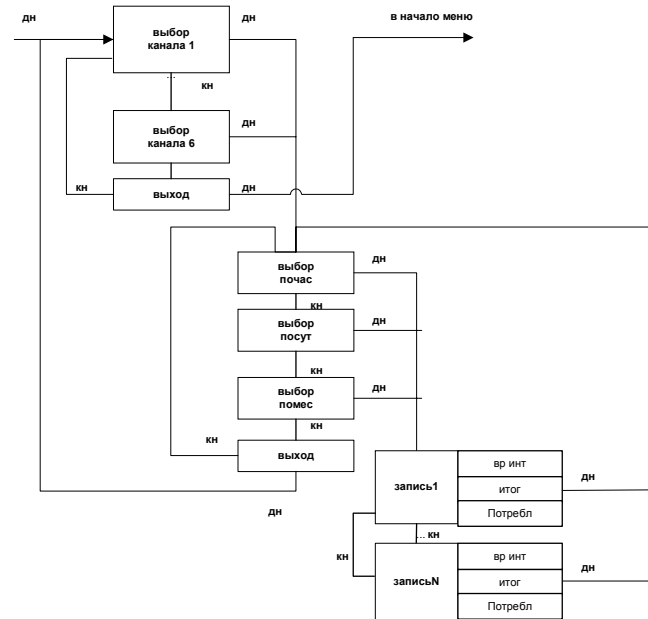 дн
дн
в начало меню
выбор
канала 1
...
кн
дн
выбор
канала 6
кн
выход
дн
выбор
почас
дн
кн
выбор
посут
дн
кн
выбор
помес
дн
кн
кн
выход
дн
запись1
вр инт
итог
Потребл
дн
кн
... кн
записьN
вр инт
итог
Потребл
дн